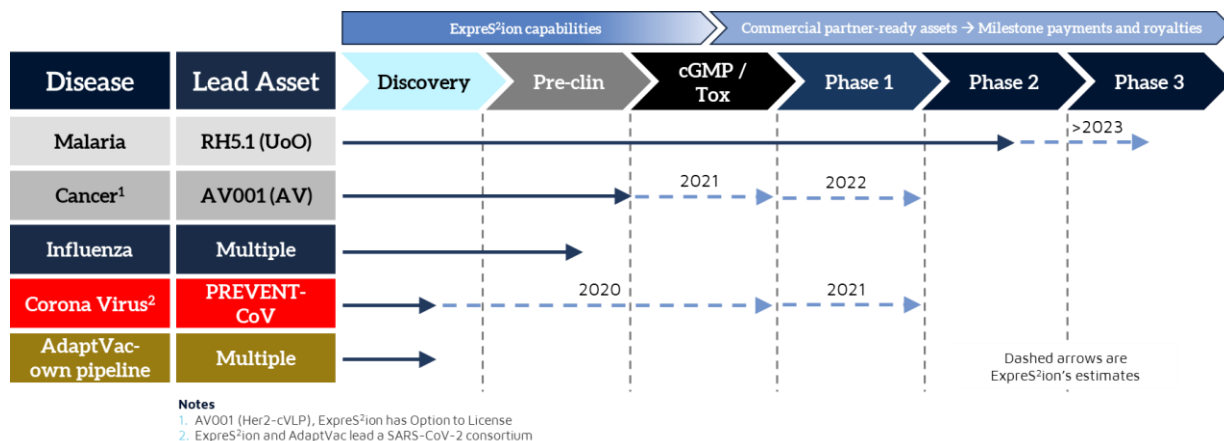 ExpreS²ion capabilities
Commercial partner-ready assets → Milestone payments and royalties
Disease
Lead Asset
Discovery
Pre-clin
cGMP /
Tox
Phase 1
Phase 2
Phase 3
Malaria
RH5.1 (UoO)
>2023
Cancer¹
AV001 (AV)
2021
2022
Influenza
Multiple
Corona Virus²
PREVENT-
CoV
2020
2021
AdaptVac-
own pipeline
Multiple
Dashed arrows are
ExpreS²ion's estimates
Notes
1. AV001 (Her2-cVLP), ExpreS²ion has Option to License
2. ExpreS²ion and AdaptVac lead a SARS-CoV-2 consortium